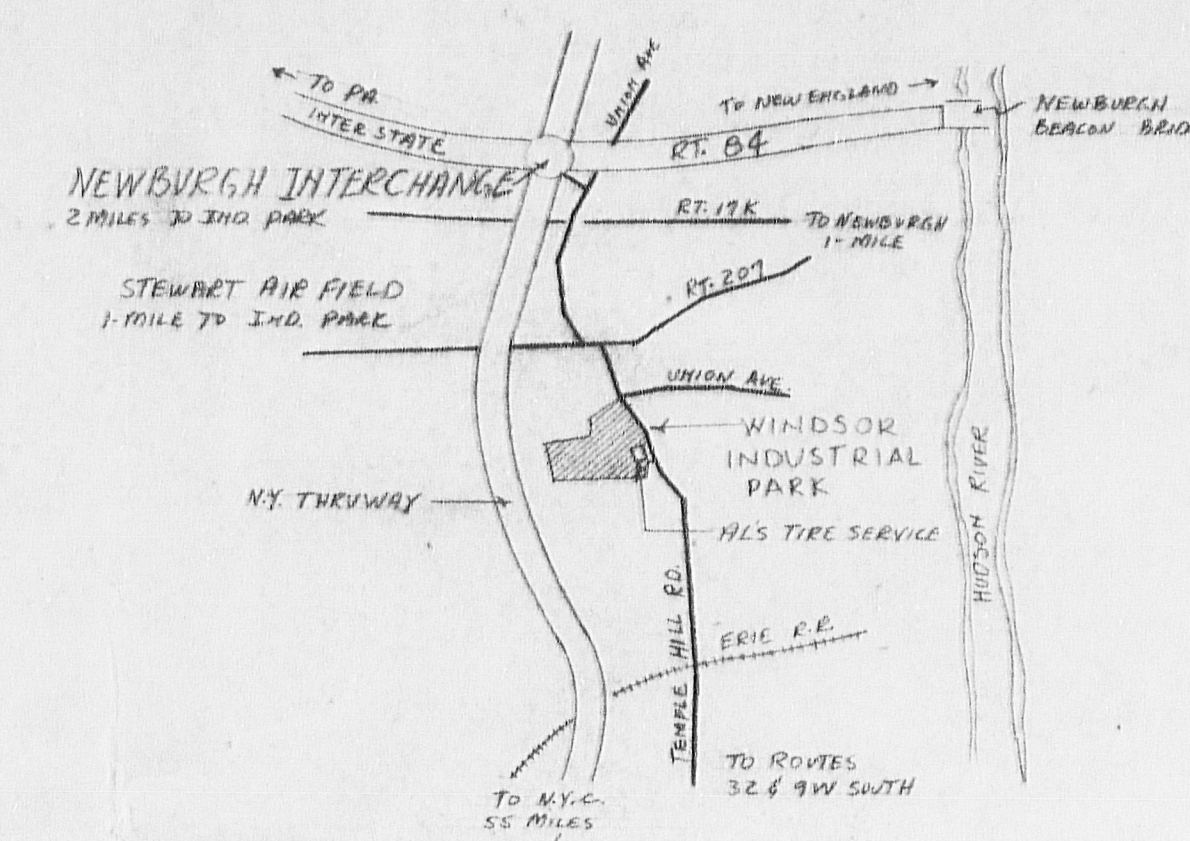 UNION AVE
TO PA.
INTER STATE
TO NEW ENGLAND
RT. 84
NEWBURGH
BEACON BRID
NEWBURGH INTERCHANGE
2 MILES TO IND. PARK
RT. 17K
TO NEWBURGH
1-MILE
RT. 207
STEWART AIR FIELD
1-MILE TO IND. PARK
UNION AVE.
WINDSOR
INDUSTRIAL
PARK
N.Y. THRUWAY
AL'S TIRE SERVICE
HUDSON RIVER
TEMPLE HILL RD.
ERIE R.R.
TO ROUTES
32 & 9W SOUTH
TO N.Y.C.
55 MILES